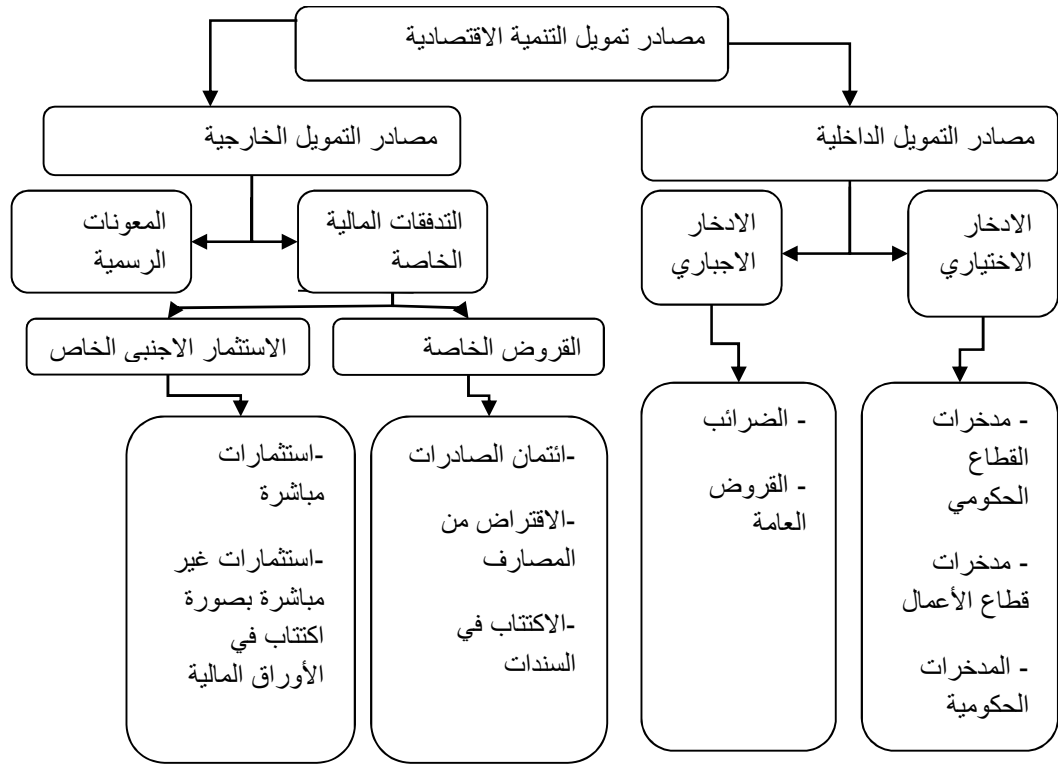 مصادر تمويل التنمية الاقتصادية
مصادر التمويل الداخلية
مصادر التمويل الخارجية
الادخار
الاختياري
الادخار
الاجباري
التدفقات المالية
الخاصة
المعونات
الرسمية
القروض الخاصة
الاستثمار الاجنبي الخاص
- مدخرات
القطاع
الحكومي
- مدخرات
قطاع الأعمال
- المدخرات
الحكومية
- الضرائب
- القروض
العامة
-ائتمان الصادرات
-الاقتراض من
المصارف
-الاكتتاب في
السندات
-استثمارات
مباشرة
-استثمارات غير
مباشرة بصورة
اكتتاب في
الأوراق المالية